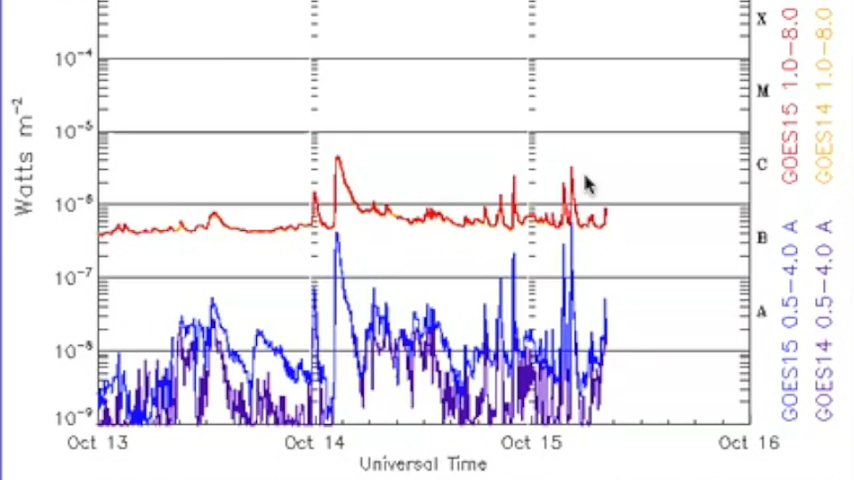 Watts m⁻²
10⁻⁴
10⁻⁵
10⁻⁶
10⁻⁷
10⁻⁸
10⁻⁹
Oct 13
Oct 14
Oct 15
Oct 16
Universal Time
X
M
C
B
A
GOES15 1.0-8.0
GOES14 1.0-8.0
GOES15 0.5-4.0 A
GOES14 0.5-4.0 A